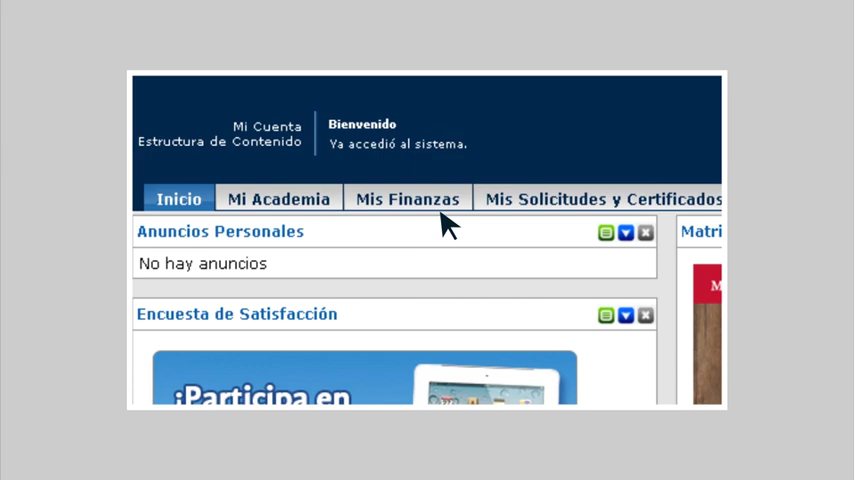 Mi Cuenta
Estructura de Contenido
Bienvenido
Ya accedió al sistema.
Inicio Mi Academia Mis Finanzas Mis Solicitudes y Certificados
Anuncios Personales
No hay anuncios
Encuesta de Satisfacción
¡Participa en
Matri
M